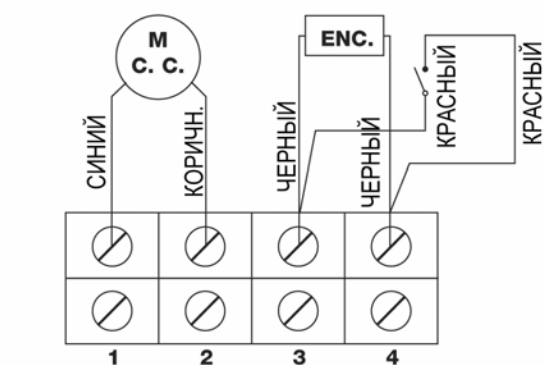 M
C. C.
ENC.
СИНИЙ
КОРИЧН.
ЧЕРНЫЙ
ЧЕРНЫЙ
КРАСНЫЙ
КРАСНЫЙ
1 2 3 4